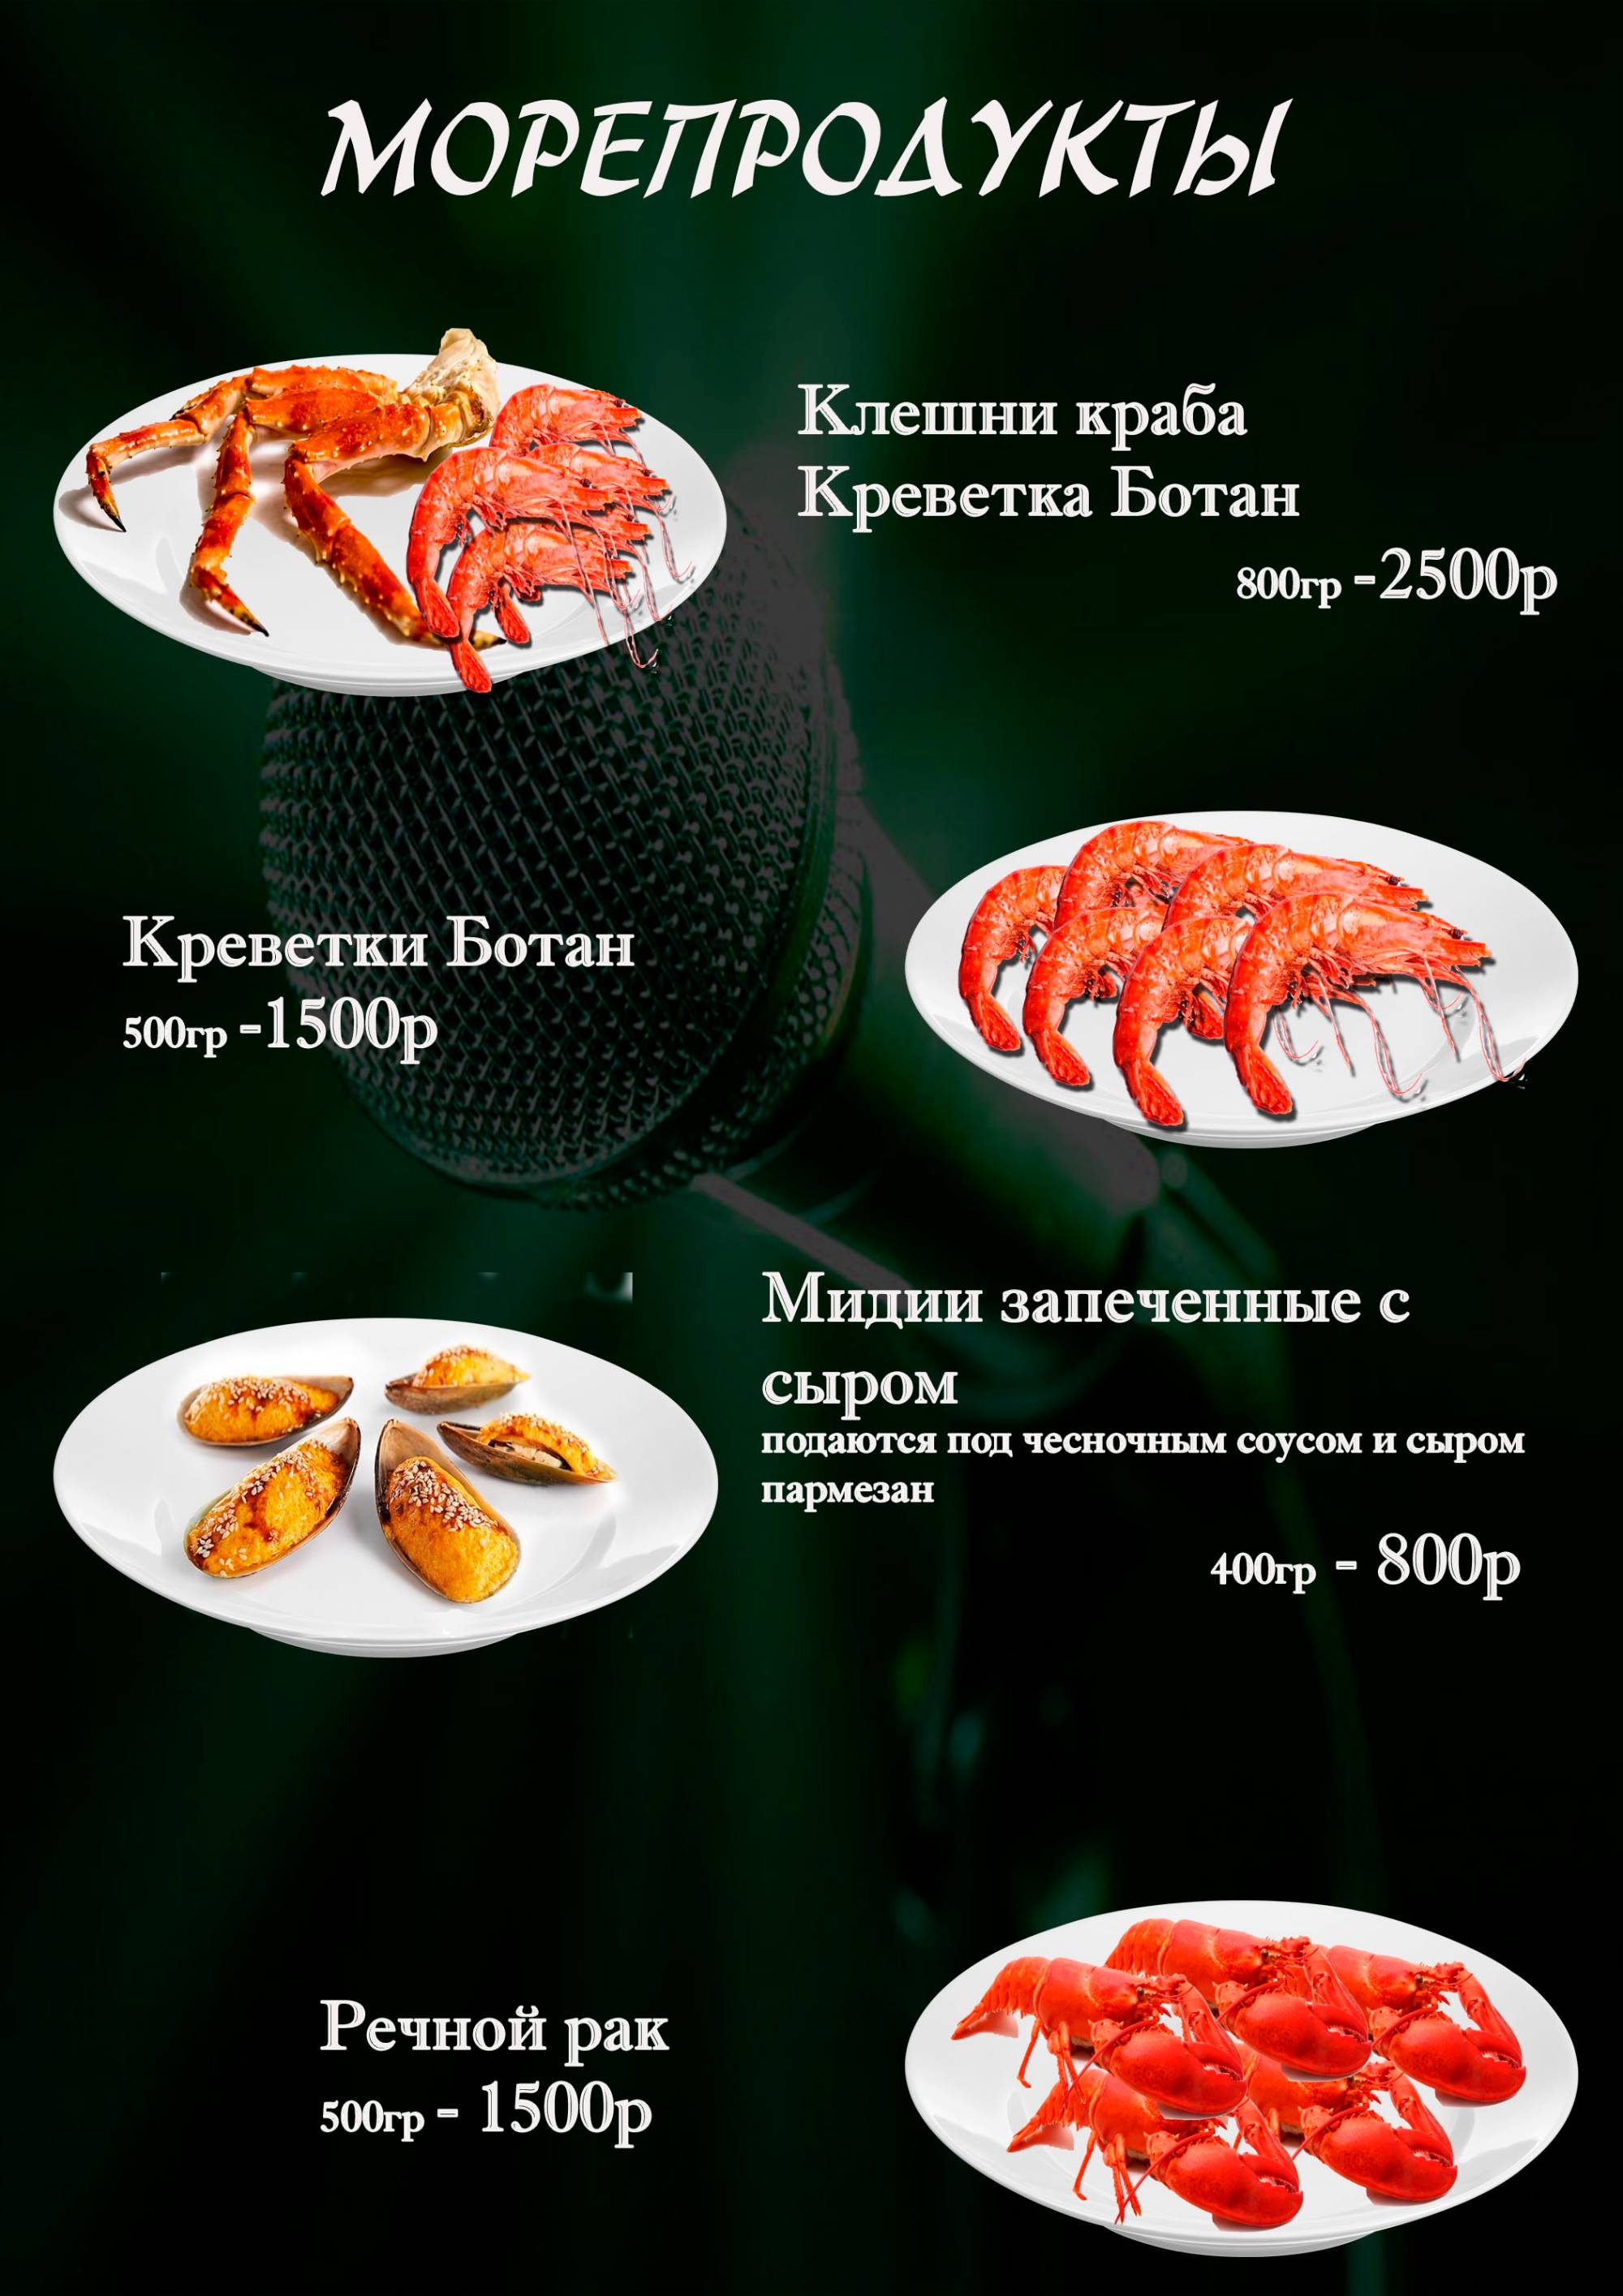 МОРЕПРОДУКТЫ
Клешни краба
Креветка Ботан
800гр -2500р
Креветки Ботан
500гр -1500р
Мидии запеченные с
сыром
подаются под чесночным соусом и сыром
пармезан
400гр - 800р
Речной рак
500гр - 1500р